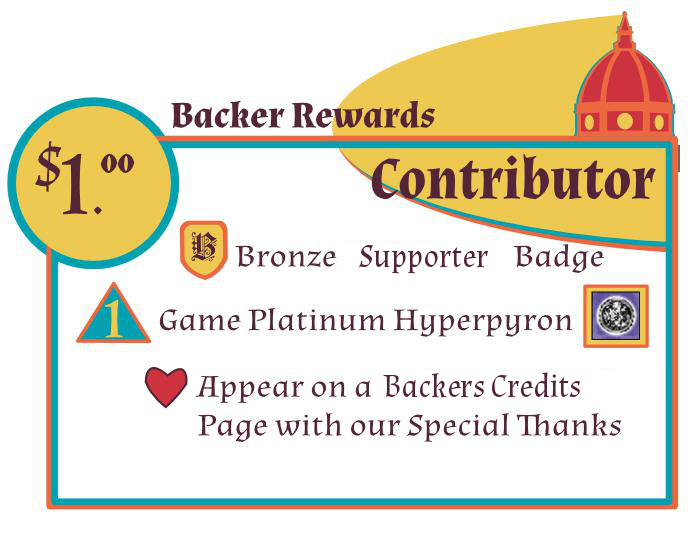 Backer Rewards
$1.00
Contributor
B Bronze Supporter Badge
1 Game Platinum Hyperpyron
Appear on a Backers Credits
Page with our Special Thanks